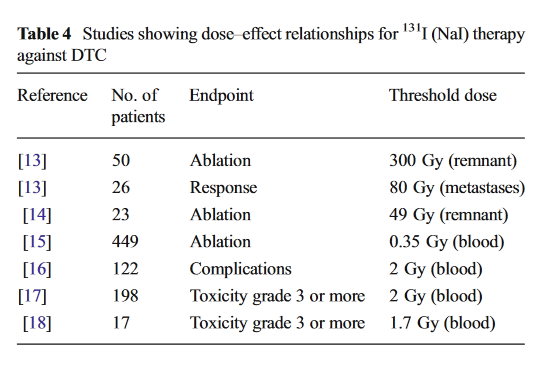 Table 4 Studies showing dose–effect relationships for ¹³¹I (NaI) therapy
against DTC
Reference No. of patients Endpoint Threshold dose
[13] 50 Ablation 300 Gy (remnant)
[13] 26 Response 80 Gy (metastases)
[14] 23 Ablation 49 Gy (remnant)
[15] 449 Ablation 0.35 Gy (blood)
[16] 122 Complications 2 Gy (blood)
[17] 198 Toxicity grade 3 or more 2 Gy (blood)
[18] 17 Toxicity grade 3 or more 1.7 Gy (blood)